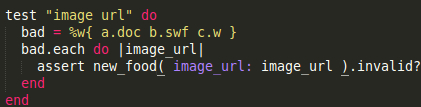 test "image url" do
  bad = %w{ a.doc b.swf c.w }
  bad.each do |image_url|
    assert new_food( image_url: image_url ).invalid?
  end
end